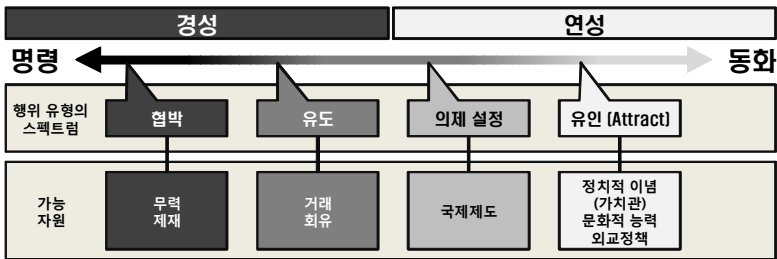 경성
연성
명령
동화
행위 유형의
스펙트럼
협박
유도
의제 설정
유인 (Attract)
가능
자원
무력
제재
거래
회유
국제제도
정치적 이념
(가치관)
문화적 능력
외교정책